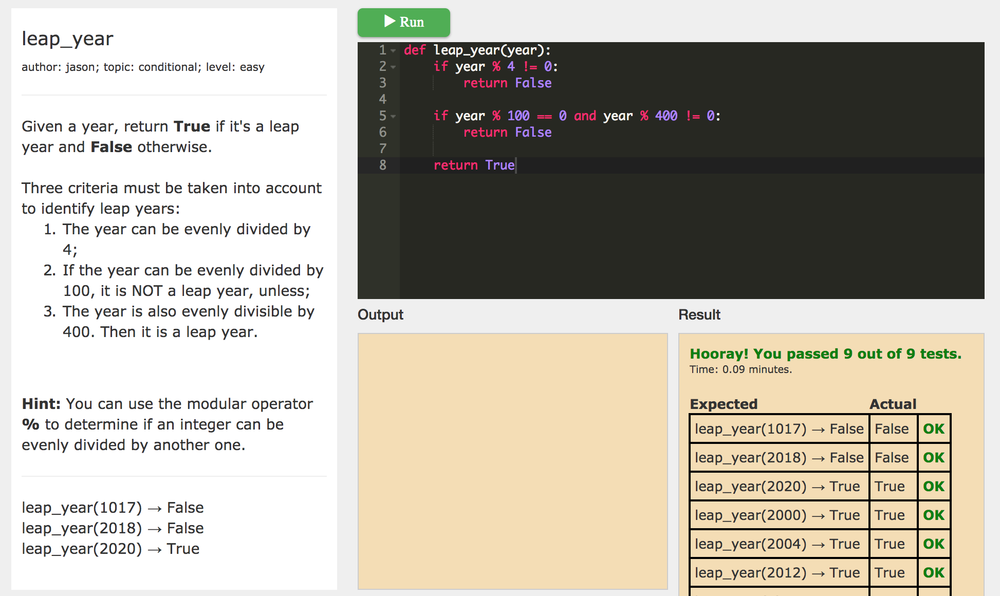 leap_year
author: jason; topic: conditional; level: easy
Given a year, return True if it's a leap
year and False otherwise.
Three criteria must be taken into account
to identify leap years:
1. The year can be evenly divided by
4;
2. If the year can be evenly divided by
100, it is NOT a leap year, unless;
3. The year is also evenly divisible by
400. Then it is a leap year.
Hint: You can use the modular operator
% to determine if an integer can be
evenly divided by another one.
leap_year(1017) → False
leap_year(2018) → False
leap_year(2020) → True
▶ Run
1 def leap_year(year):
2     if year % 4 != 0:
3         return False
4
5     if year % 100 == 0 and year % 400 != 0:
6         return False
7
8     return True
Output
Result
Hooray! You passed 9 out of 9 tests.
Time: 0.09 minutes.
Expected Actual
leap_year(1017) → False False OK
leap_year(2018) → False False OK
leap_year(2020) → True True OK
leap_year(2000) → True True OK
leap_year(2004) → True True OK
leap_year(2012) → True True OK